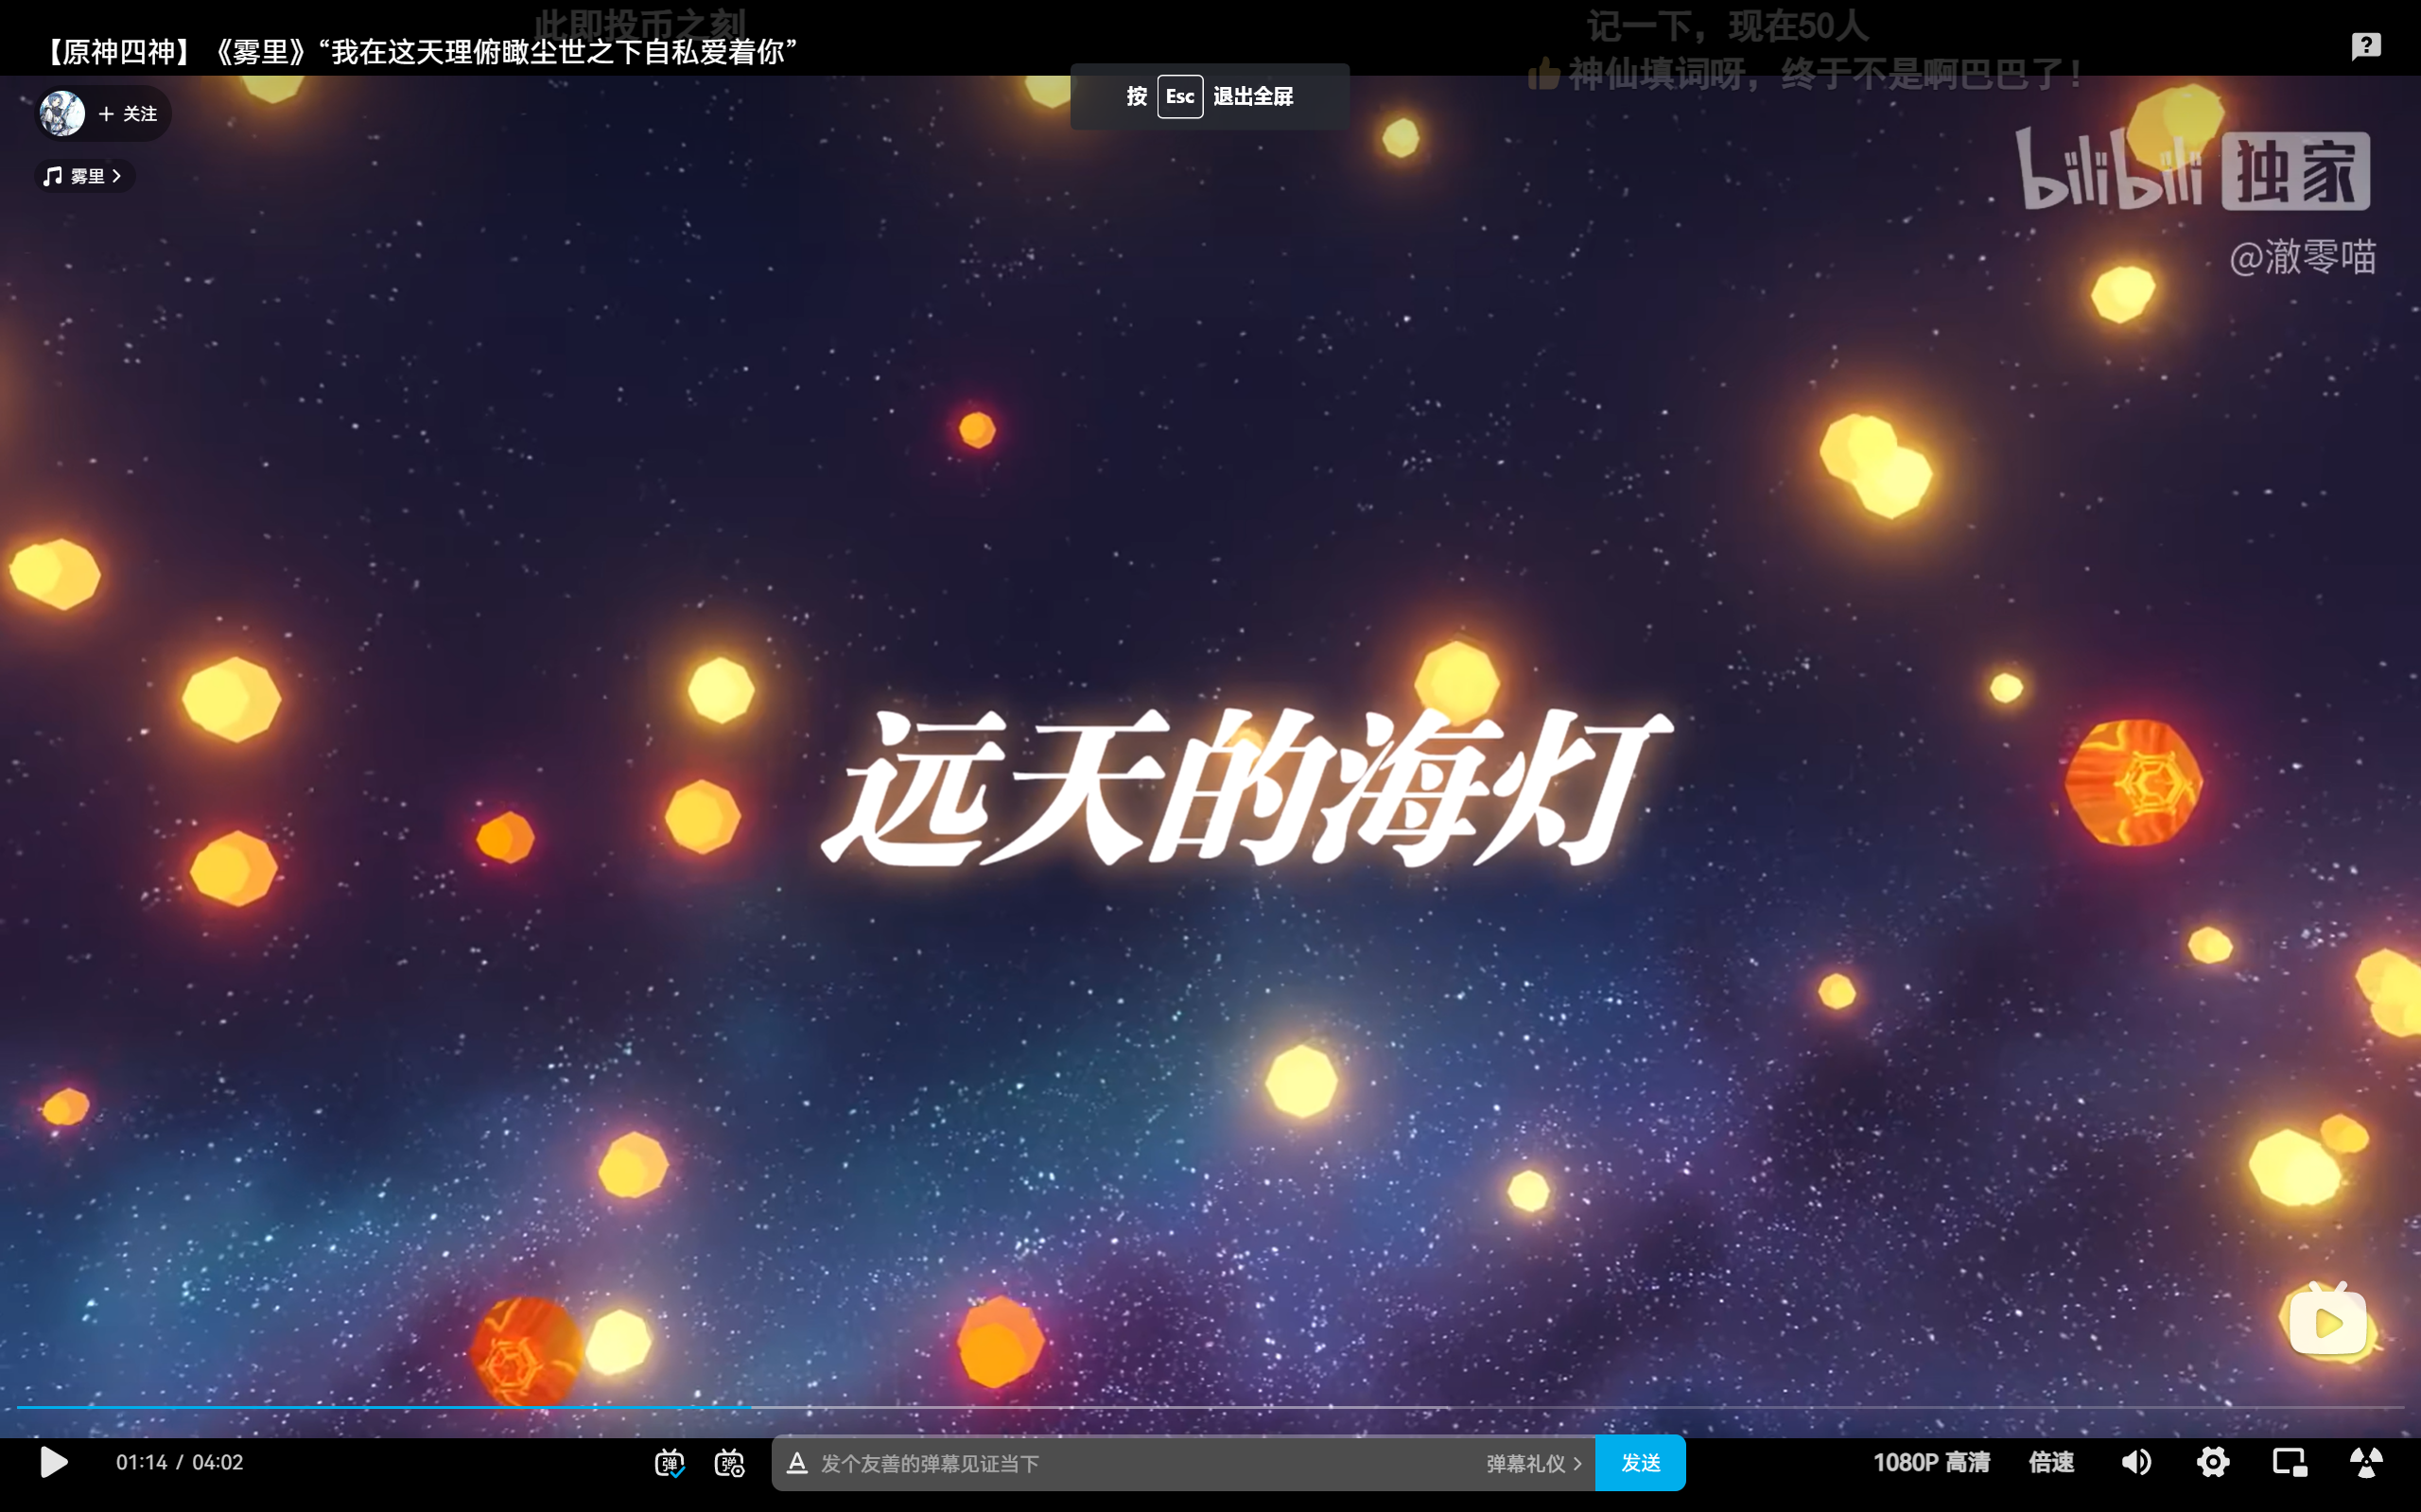 此即投币之刻
记一下，现在50人
【原神四神】《雾里》“我在这天理俯瞰尘世之下自私爱着你”
👍神仙填词呀，终于不是啊巴巴了！
按 Esc 退出全屏
+ 关注
雾里
bilibili 独家
@澈零喵
远天的海灯
01:14 / 04:02
弹
弹
A 发个友善的弹幕见证当下
弹幕礼仪
发送
1080P 高清
倍速